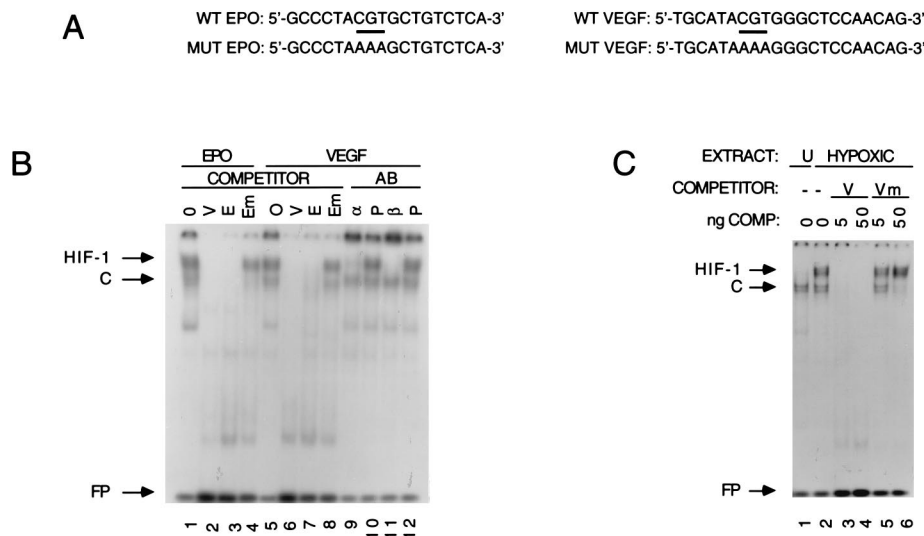 A
WT EPO: 5'-GCCCTACGTGCTGTCTCA-3'
MUT EPO: 5'-GCCCTAAAAGCTGTCTCA-3'
WT VEGF: 5'-TGCATACGTGGGCTCCAACAG-3'
MUT VEGF: 5'-TGCATAAAAGGGCTCCAACAG-3'
B
EPO VEGF
COMPETITOR AB
0 V E Em O V E Em α P β P
HIF-1
C
FP
1 2 3 4 5 6 7 8 9 10 11 12
C
EXTRACT: U HYPOXIC
COMPETITOR: - - V Vm
ng COMP: 0 0 5 50 5 50
HIF-1
C
FP
1 2 3 4 5 6